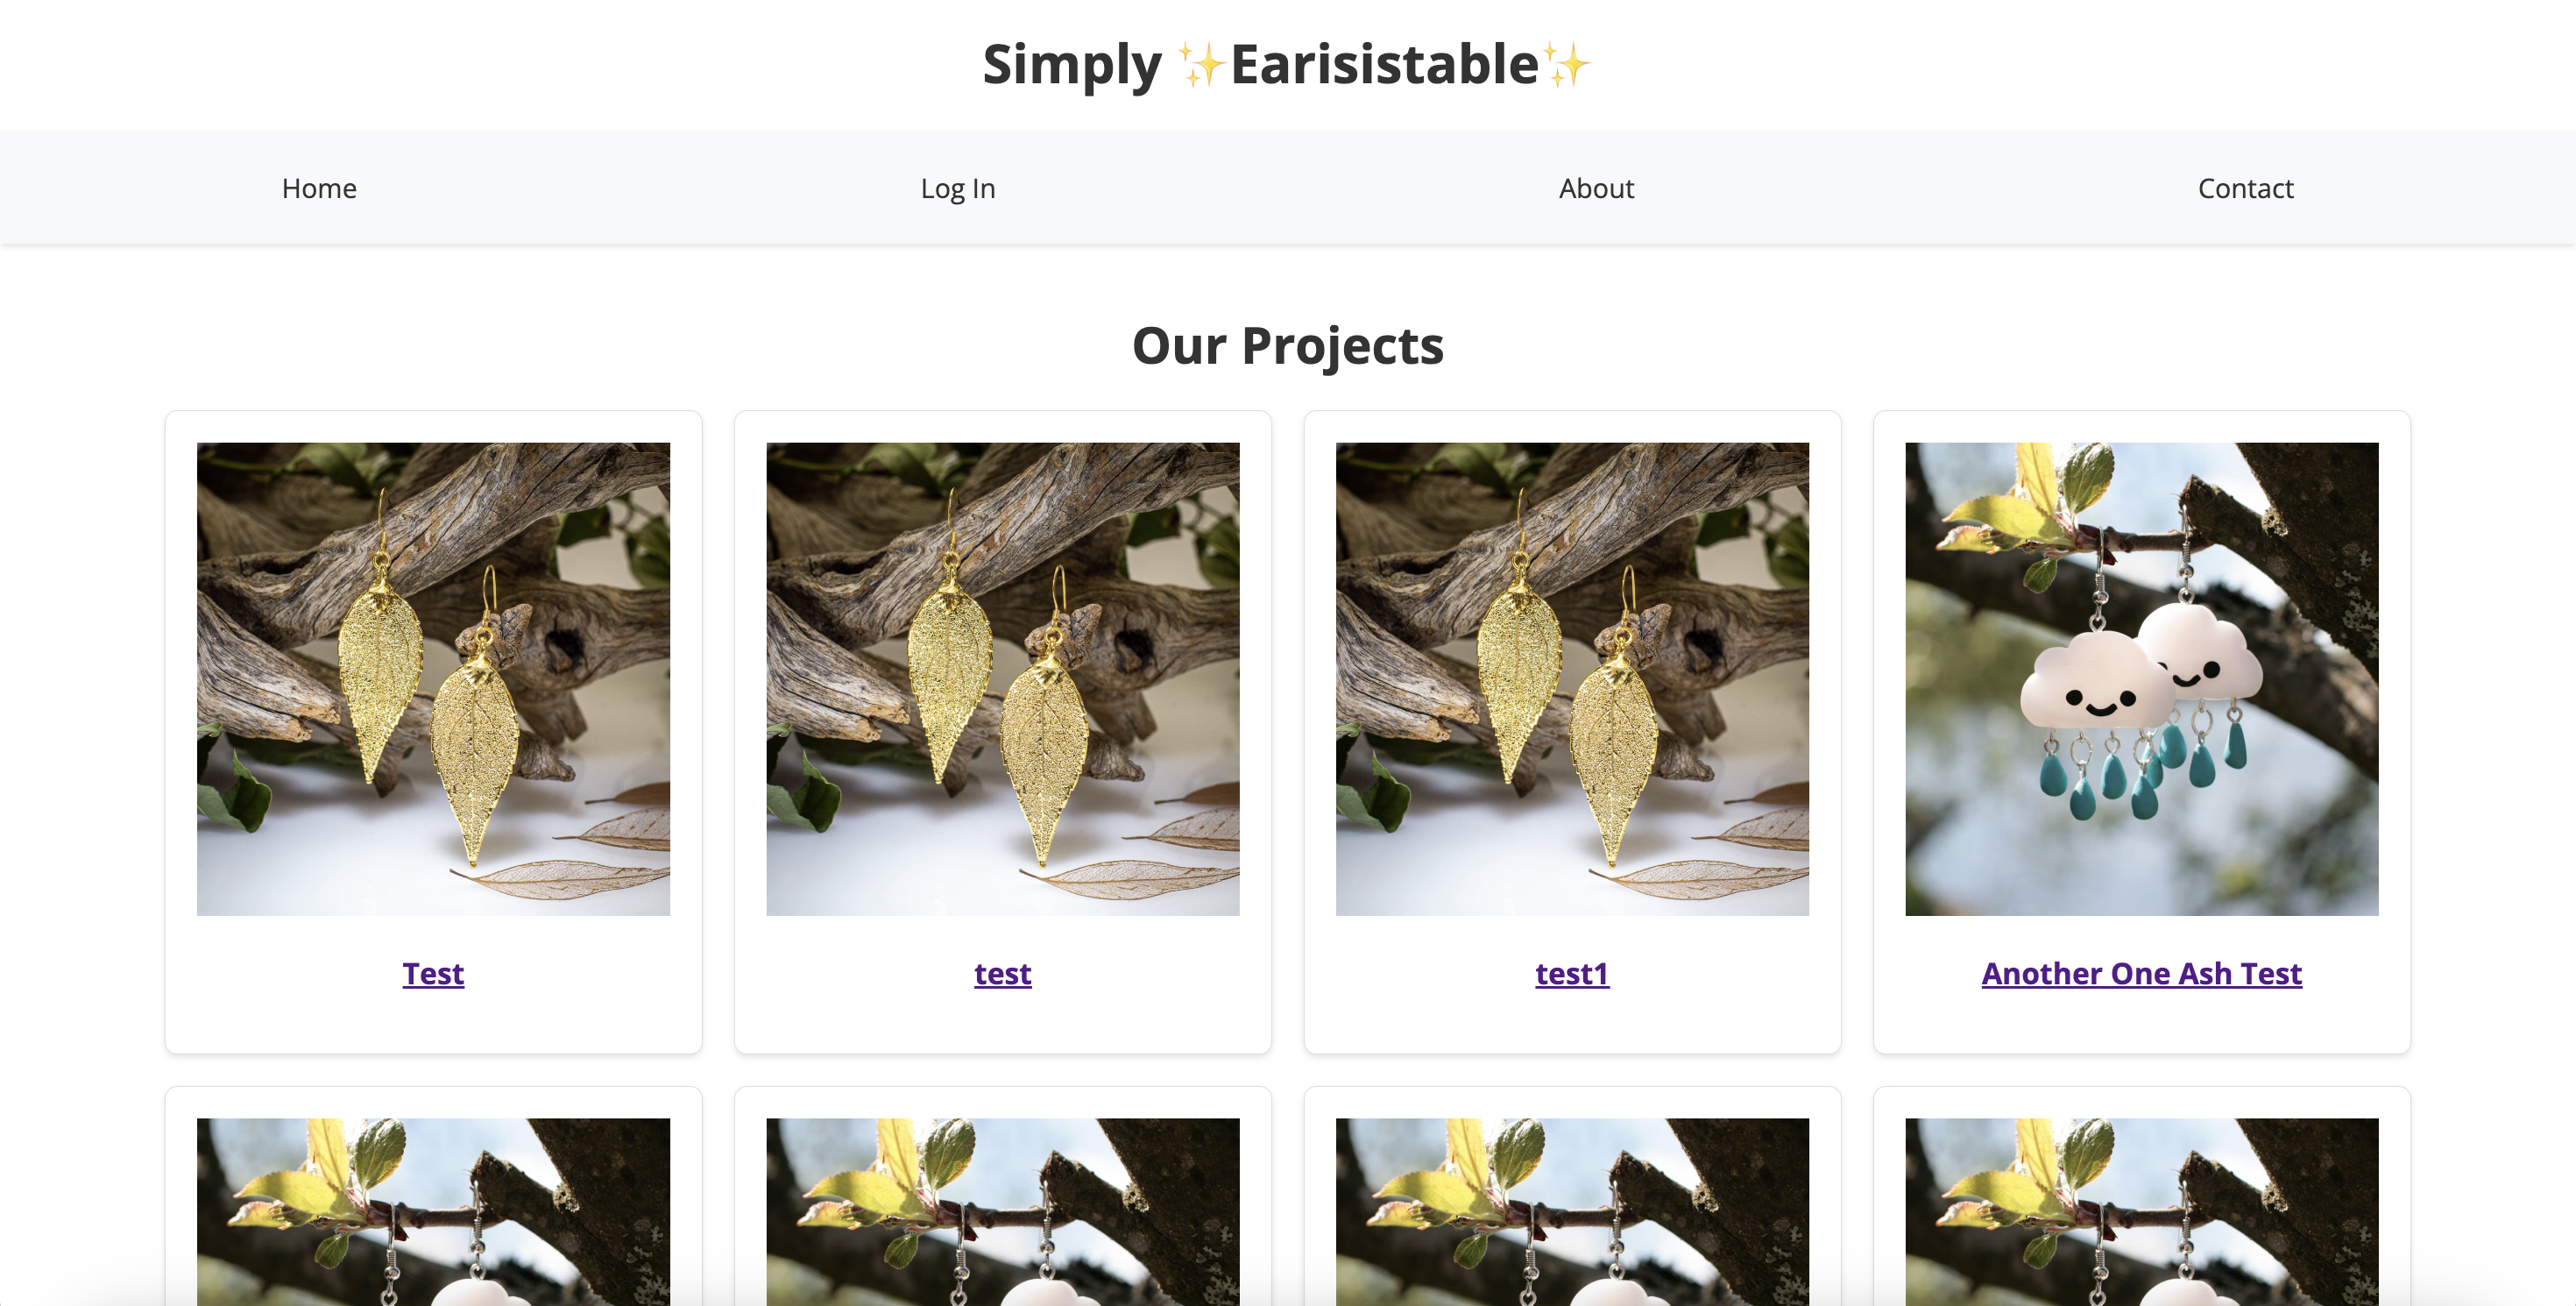 Simply ✨Earisistable✨
Home Log In About Contact
Our Projects
Test test test1 Another One Ash Test